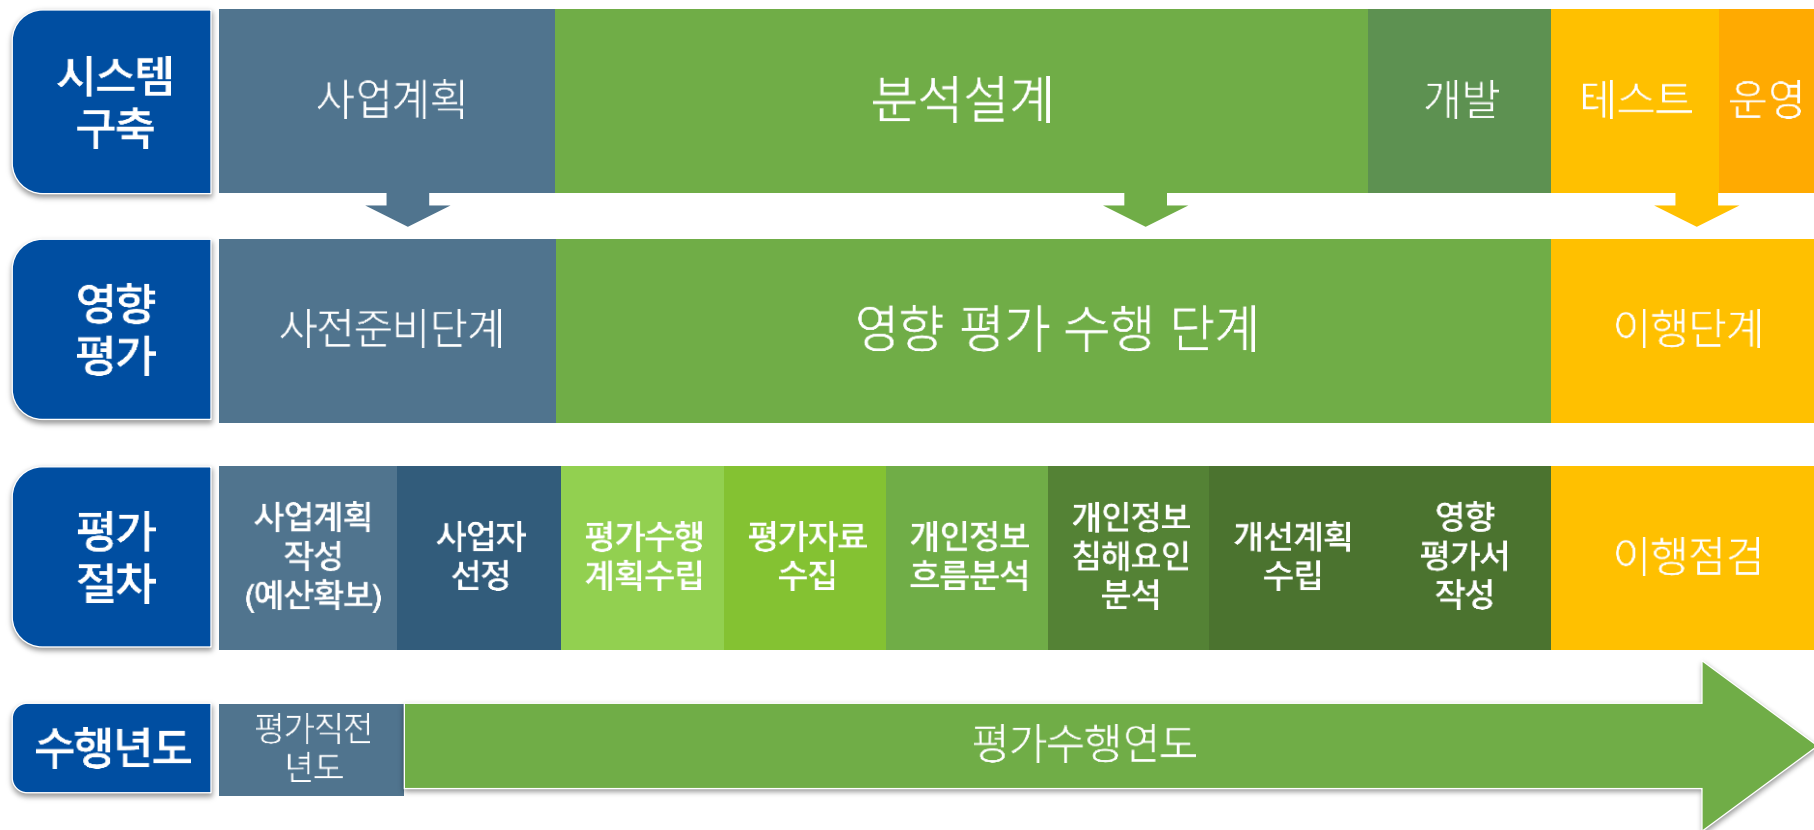 시스템
구축
사업계획
분석설계
개발
테스트
운영
영향
평가
사전준비단계
영향 평가 수행 단계
이행단계
평가
절차
사업계획
작성
(예산확보)
사업자
선정
평가수행
계획수립
평가자료
수집
개인정보
흐름분석
개인정보
침해요인
분석
개선계획
수립
영향
평가서
작성
이행점검
수행년도
평가직전
년도
평가수행연도